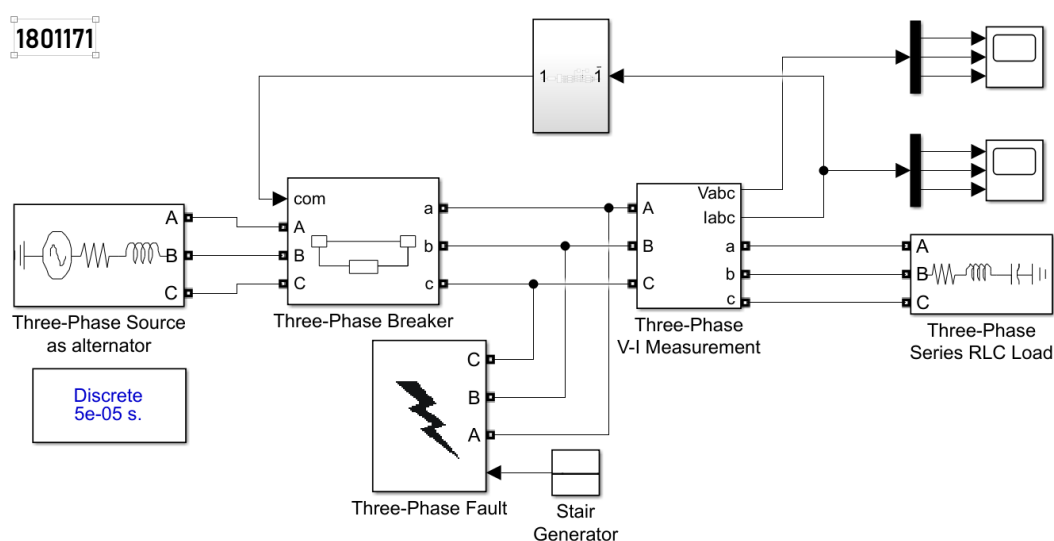 1801171
1
1
Vabc
Iabc
com
A
B
C
a
b
c
A
B
C
a
b
c
A
B
C
A
B
C
Three-Phase Source
as alternator
Three-Phase Breaker
Three-Phase
V-I Measurement
Three-Phase
Series RLC Load
Discrete
5e-05 s.
C
B
A
Three-Phase Fault
Stair
Generator